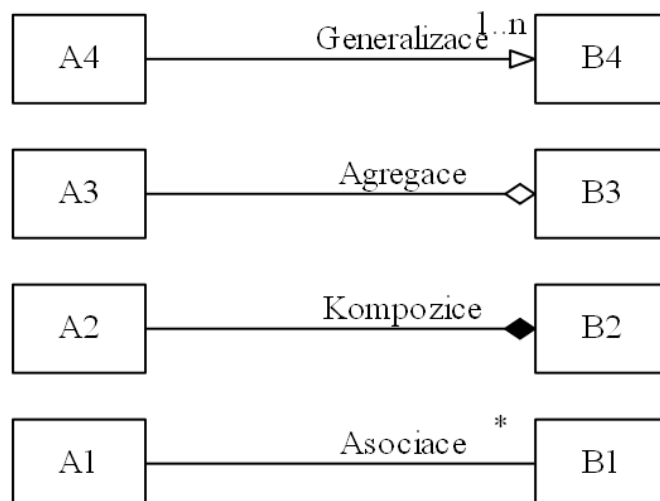 A4 Generalizace 1..n B4
A3 Agregace B3
A2 Kompozice B2
A1 Asociace * B1